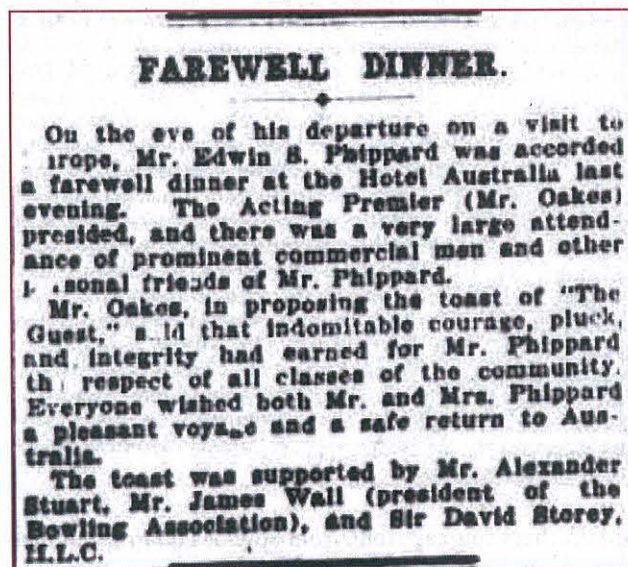 FAREWELL DINNER.
On the eve of his departure on a visit to
rope, Mr. Edwin S. Phippard was accorded
a farewell dinner at the Hotel Australia last
evening. The Acting Premier (Mr. Oakes)
presided, and there was a very large attend-
ance of prominent commercial men and other
sonal friends of Mr. Phippard.
Mr. Oakes, in proposing the toast of "The
Guest," said that indomitable courage, pluck,
and integrity had earned for Mr. Phippard
th respect of all classes of the community.
Everyone wished both Mr. and Mrs. Phippard
a pleasant voyage and a safe return to Aus-
tralia.
The toast was supported by Mr. Alexander
Stuart, Mr. James Wall (president of the
Bowling Association), and Sir David Storey,
M.L.C.